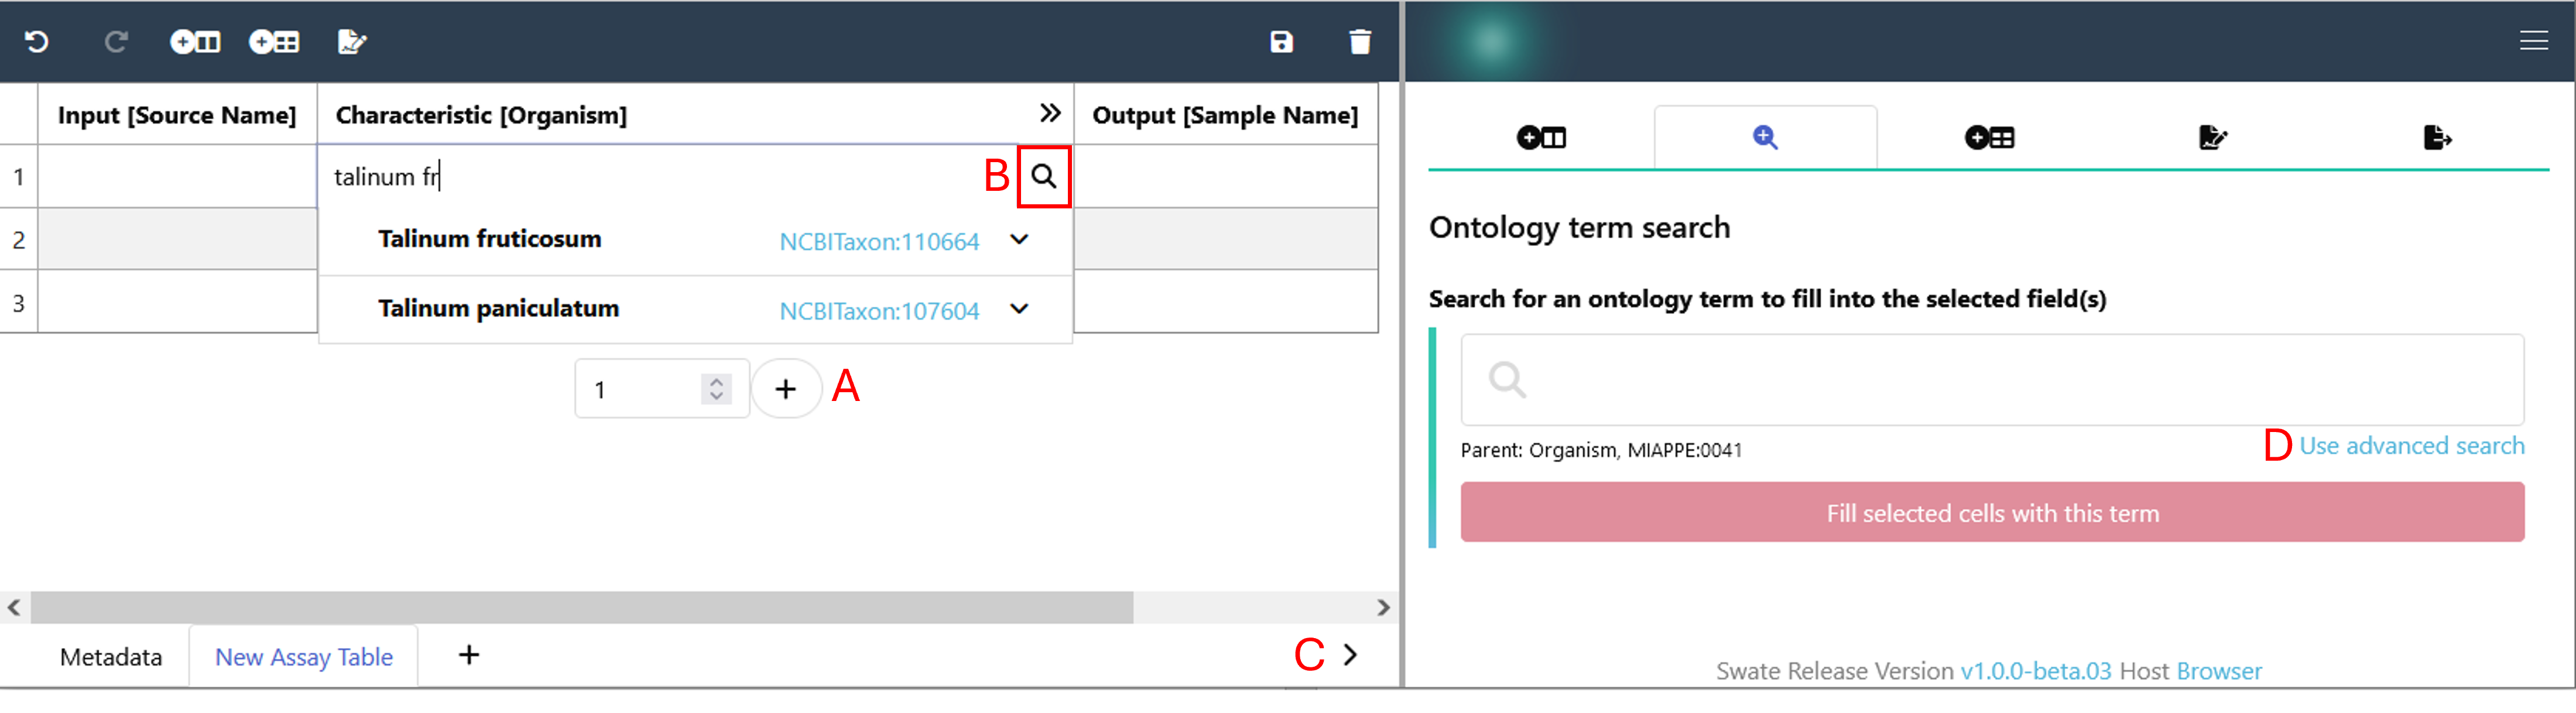 Input [Source Name] Characteristic [Organism] Output [Sample Name]
1 talinum fr B
2 Talinum fruticosum NCBITaxon:110664
3 Talinum paniculatum NCBITaxon:107604
1 + A
Metadata New Assay Table + C
Ontology term search
Search for an ontology term to fill into the selected field(s)
Parent: Organism, MIAPPE:0041 D Use advanced search
Fill selected cells with this term
Swate Release Version v1.0.0-beta.03 Host Browser